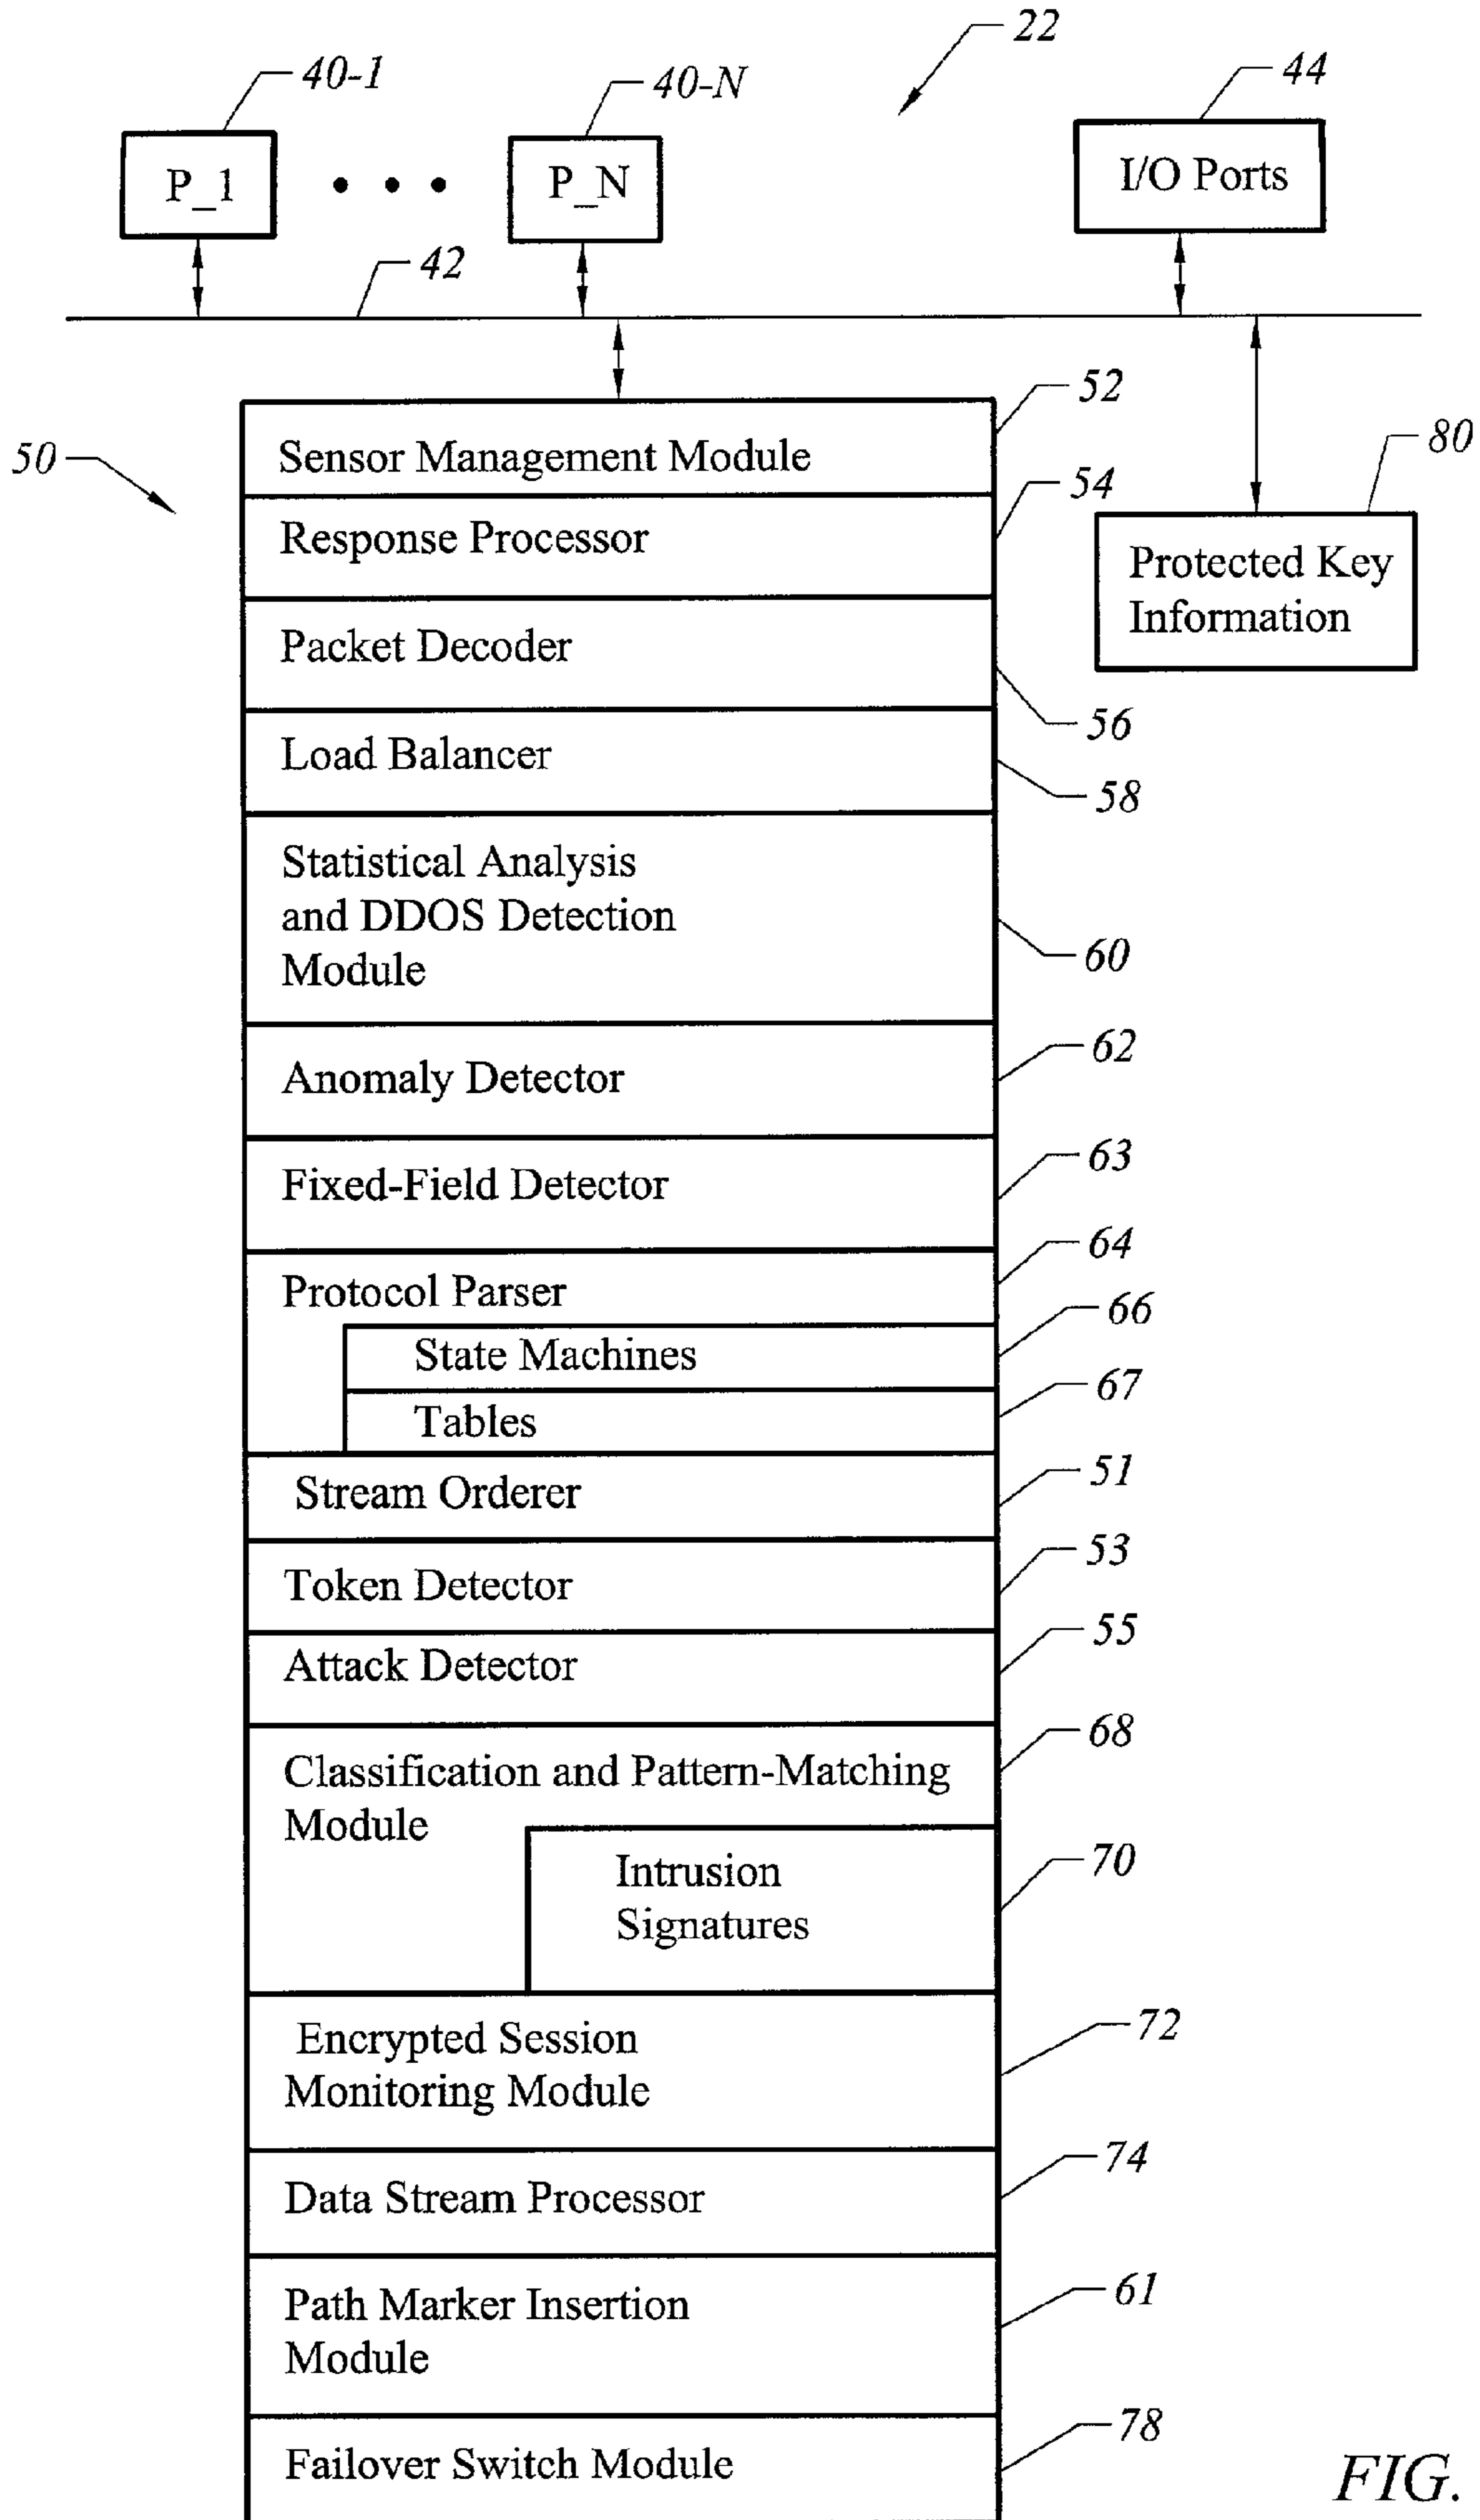 22
40-1
40-N
44
P_1
P_N
I/O Ports
42
50
52
Sensor Management Module
54
Response Processor
80
Protected Key
Information
Packet Decoder
56
Load Balancer
58
Statistical Analysis
and DDOS Detection
Module
60
Anomaly Detector
62
Fixed-Field Detector
63
Protocol Parser
64
State Machines
66
Tables
67
Stream Orderer
51
Token Detector
53
Attack Detector
55
Classification and Pattern-Matching
Module
68
Intrusion
Signatures
70
Encrypted Session
Monitoring Module
72
Data Stream Processor
74
Path Marker Insertion
Module
61
Failover Switch Module
78
FIG.